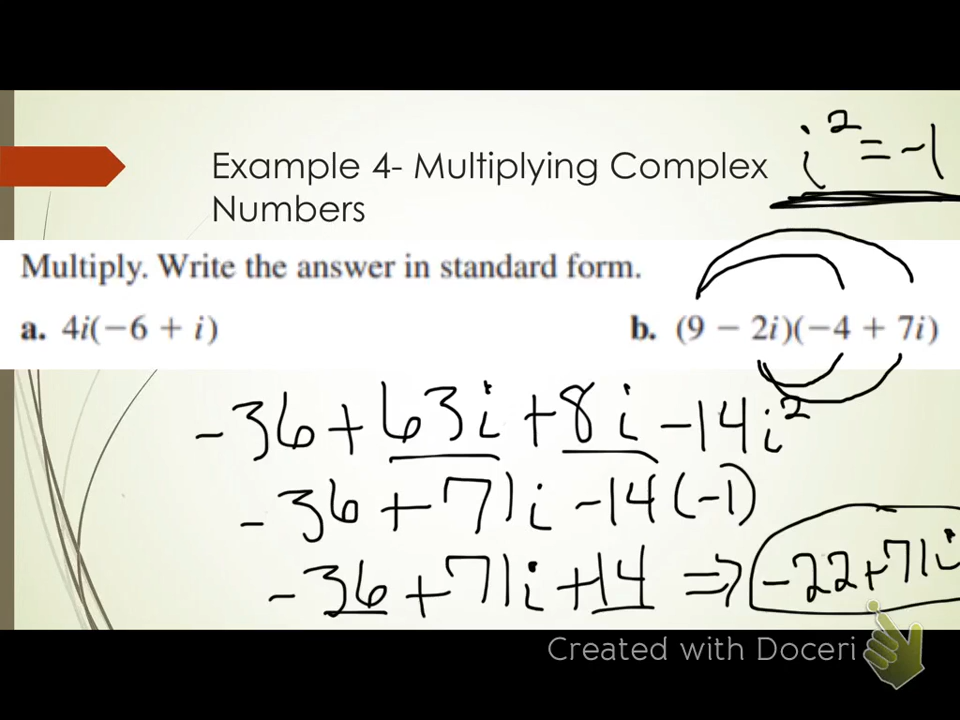 i² = -1
Example 4- Multiplying Complex
Numbers
Multiply. Write the answer in standard form.
a. 4i(−6 + i)
b. (9 − 2i)(−4 + 7i)
-36 + 63i + 8i - 14i²
-36 + 71i - 14(-1)
-36 + 71i + 14 ⇒ -22 + 71i
Created with Doceri